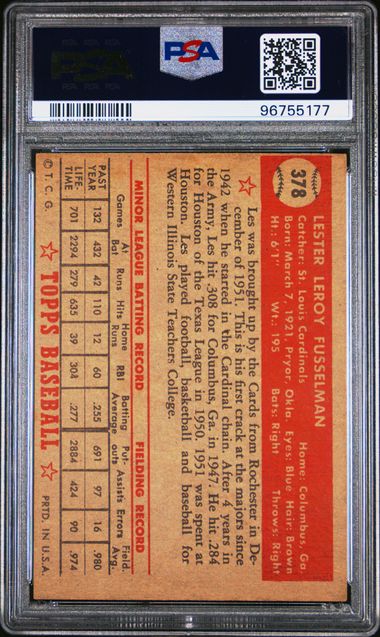 PSA
PSA
96755177
378
LESTER LEROY FUSSELMAN
Catcher: St. Louis Cardinals Home: Columbus, Ga.
Born: March 7, 1921, Pryor, Okla. Eyes: Blue Hair: Brown
Ht.: 6'1" Wt.: 195 Bats: Right Throws: Right
Les was brought up by the Cards from Rochester in De-
cember of 1951. This is his first crack at the majors since
1942 when he started in the Cardinal chain. After 4 years in
the Army, Les hit .308 for Columbus, Ga. in 1947. He hit .284
for Houston of the Texas League in 1950. 1951 was spent at
Houston. Les played football, basketball and baseball for
Western Illinois State Teachers College.
MINOR LEAGUE BATTING RECORD FIELDING RECORD
Games At Bat Runs Hits Home Runs RBI Batting Average Put-outs Assists Errors Field. Avg.
PAST YEAR 132 432 42 110 12 60 .255 691 97 16 .980
LIFE-TIME 701 2294 279 635 39 304 .277 2884 424 90 .974
© T. C. G. TOPPS BASEBALL PRTD. IN U.S.A.